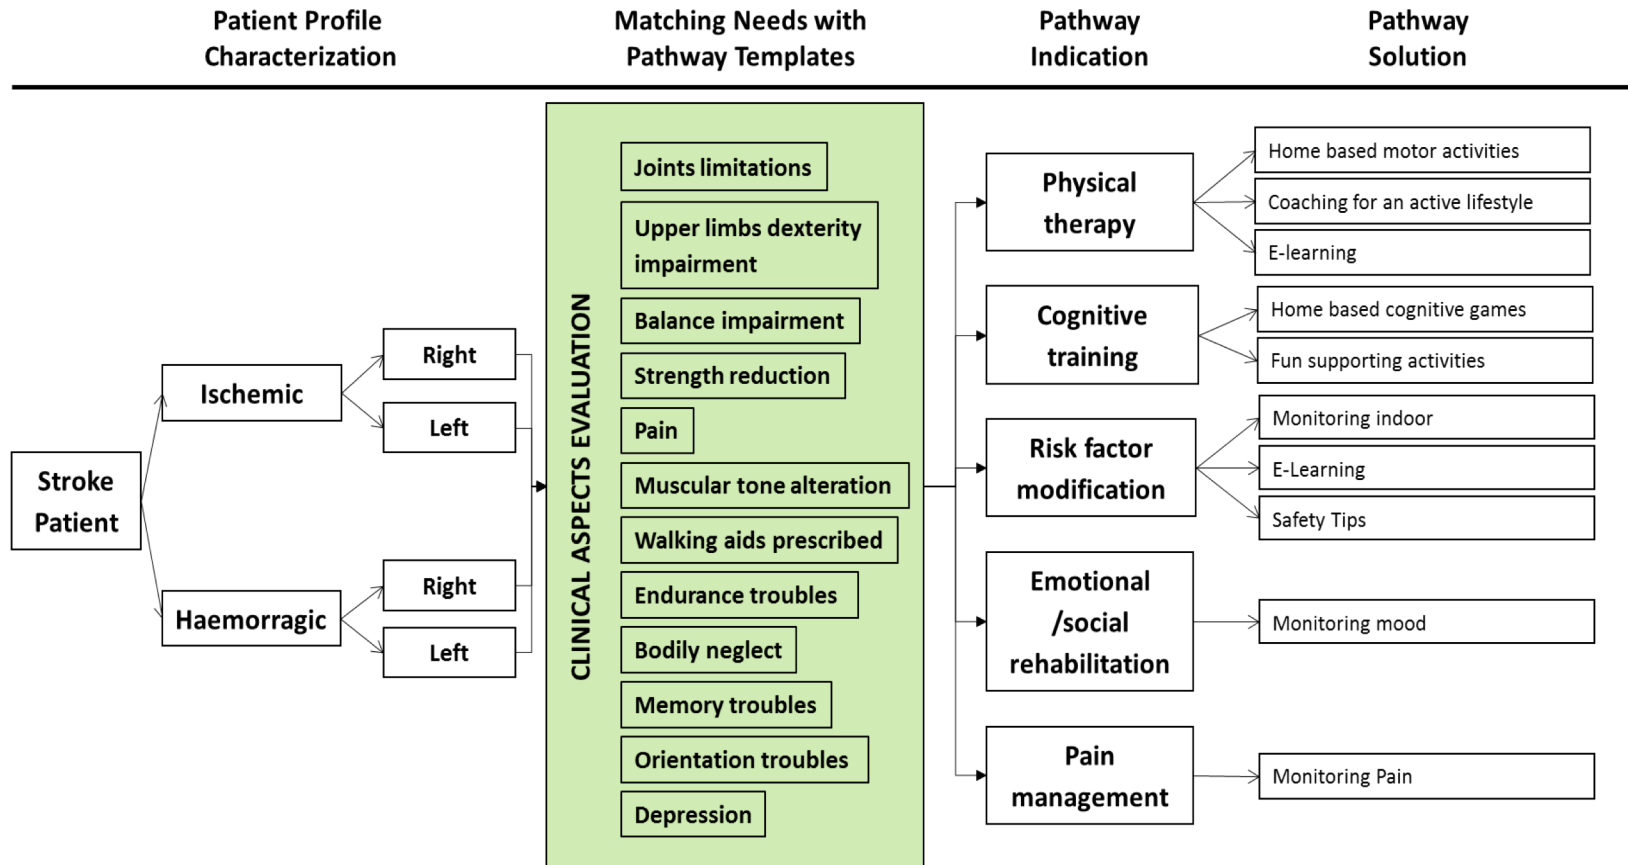 Patient Profile
Characterization
Matching Needs with
Pathway Templates
Pathway
Indication
Pathway
Solution
Stroke
Patient
Ischemic
Right
Left
Haemorragic
Right
Left
CLINICAL ASPECTS EVALUATION
Joints limitations
Upper limbs dexterity
impairment
Balance impairment
Strength reduction
Pain
Muscular tone alteration
Walking aids prescribed
Endurance troubles
Bodily neglect
Memory troubles
Orientation troubles
Depression
Physical
therapy
Home based motor activities
Coaching for an active lifestyle
E-learning
Cognitive
training
Home based cognitive games
Fun supporting activities
Risk factor
modification
Monitoring indoor
E-Learning
Safety Tips
Emotional
/social
rehabilitation
Monitoring mood
Pain
management
Monitoring Pain